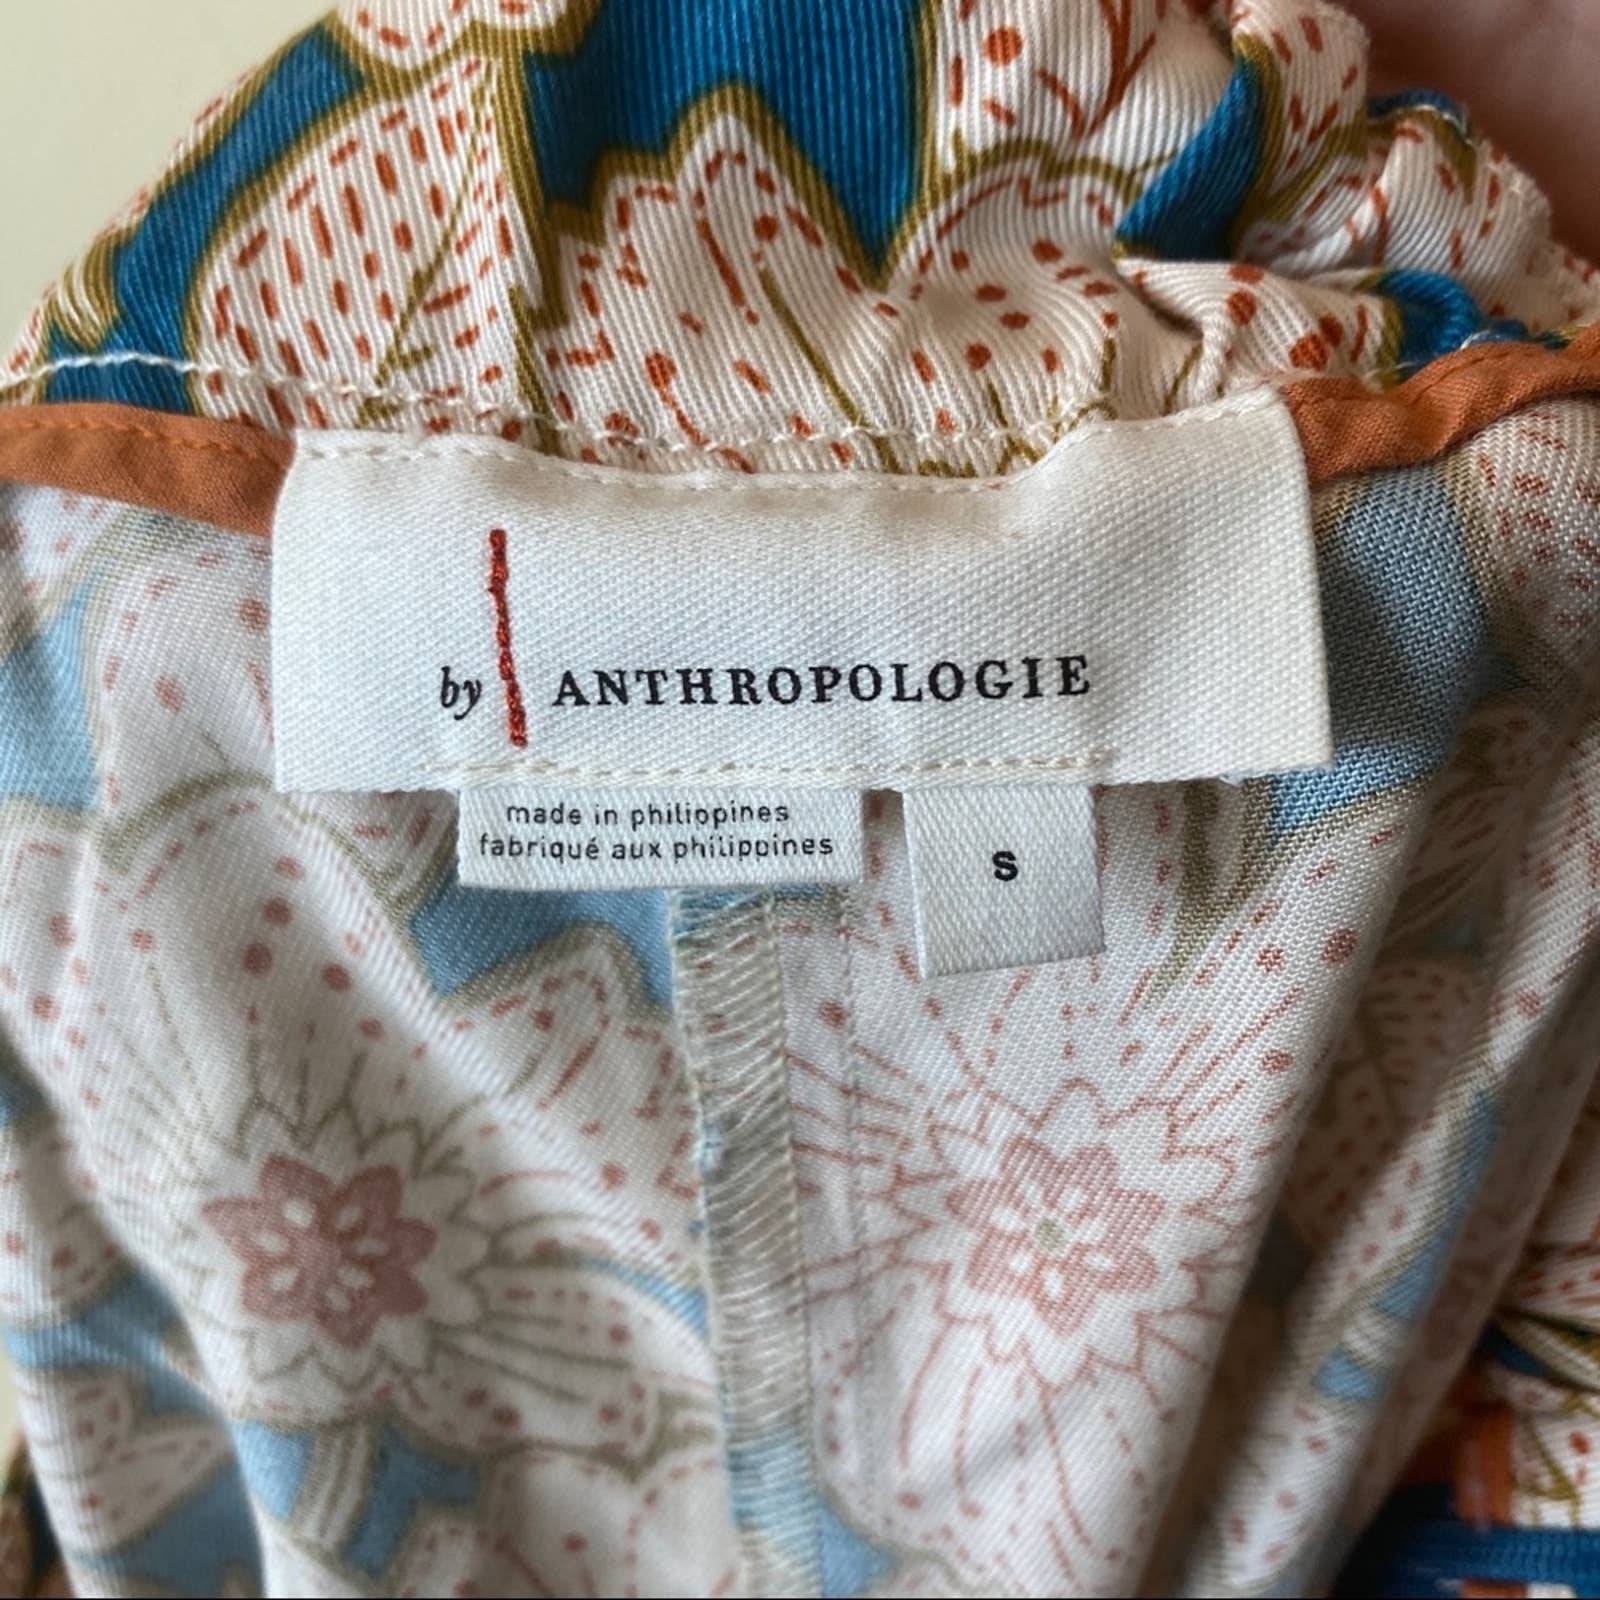 by ANTHROPOLOGIE
made in philippines
fabriqué aux philippines
S